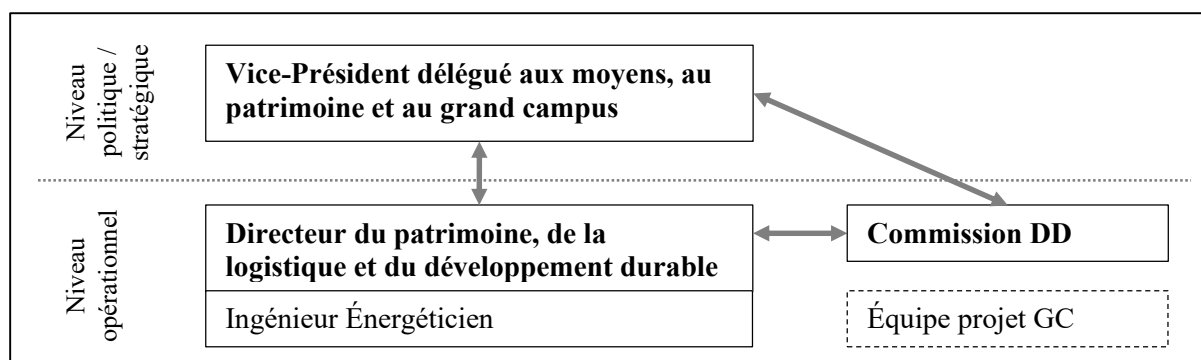 Niveau
politique /
stratégique
Vice-Président délégué aux moyens, au
patrimoine et au grand campus
Niveau
opérationnel
Directeur du patrimoine, de la
logistique et du développement durable
Ingénieur Énergéticien
Commission DD
Équipe projet GC